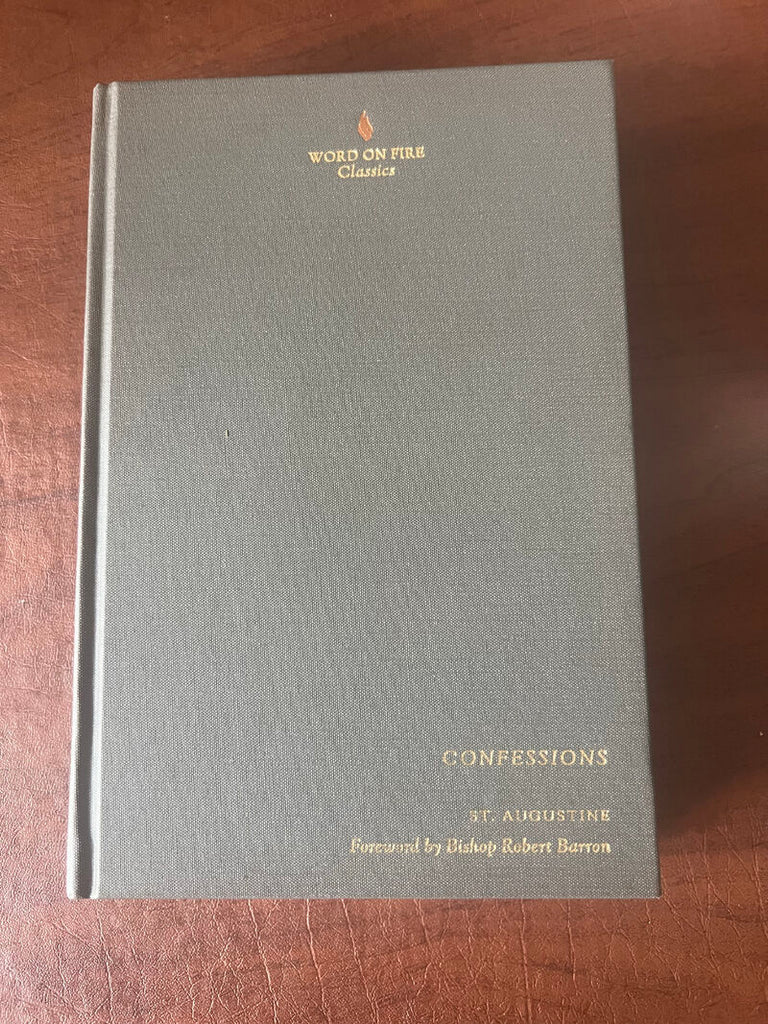 WORD ON FIRE
Classics
CONFESSIONS
ST. AUGUSTINE
Foreword by Bishop Robert Barron